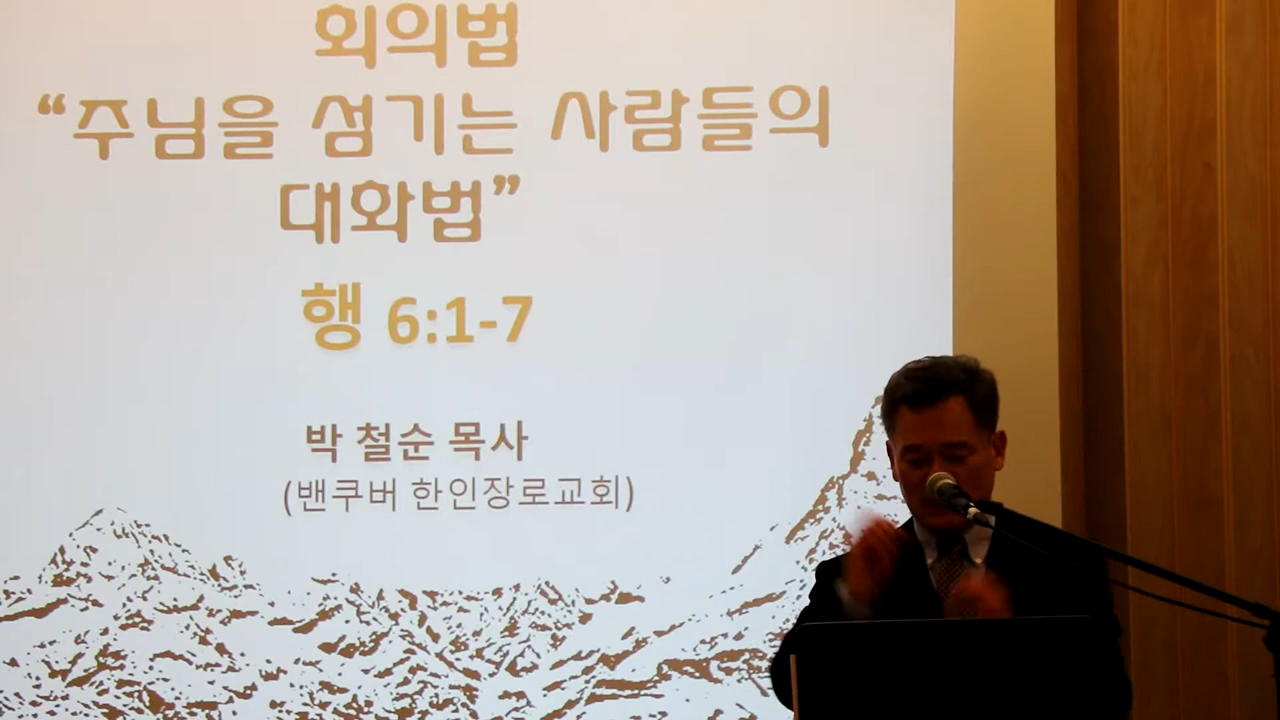 회의법
“주님을 섬기는 사람들의
대화법”
행 6:1-7
박 철순 목사
(밴쿠버 한인장로교회)